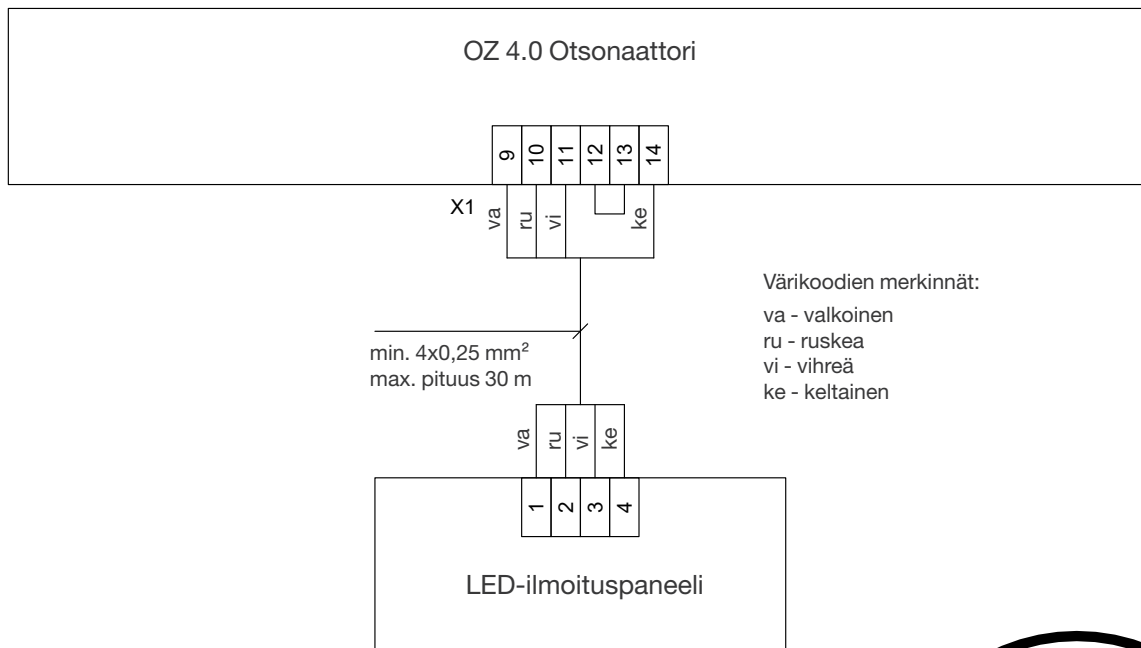 OZ 4.0 Otsonaattori
9 10 11 12 13 14
X1
va ru vi ke
Värikoodien merkinnät:
va - valkoinen
ru - ruskea
vi - vihreä
ke - keltainen
min. 4x0,25 mm²
max. pituus 30 m
va ru vi ke
1 2 3 4
LED-ilmoituspaneeli